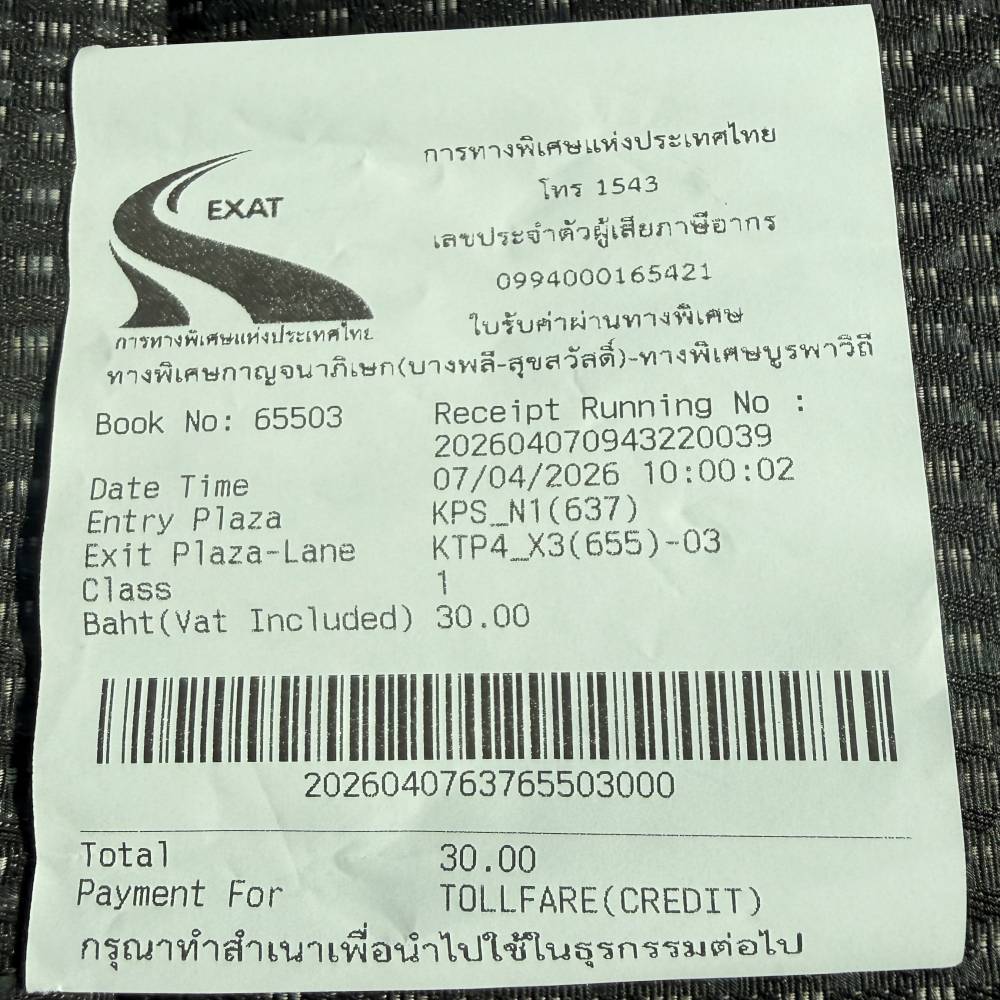 EXAT
การทางพิเศษแห่งประเทศไทย
การทางพิเศษแห่งประเทศไทย
โทร 1543
เลขประจำตัวผู้เสียภาษีอากร
0994000165421
ใบรับค่าผ่านทางพิเศษ
ทางพิเศษกาญจนาภิเษก(บางพลี-สุขสวัสดิ์)-ทางพิเศษบูรพาวิถี
Book No: 65503
Receipt Running No :
202604070943220039
Date Time 07/04/2026 10:00:02
Entry Plaza KPS_N1(637)
Exit Plaza-Lane KTP4_X3(655)-03
Class 1
Baht(Vat Included) 30.00
2026040763765503000
Total 30.00
Payment For TOLLFARE(CREDIT)
กรุณาทำสำเนาเพื่อนำไปใช้ในธุรกรรมต่อไป